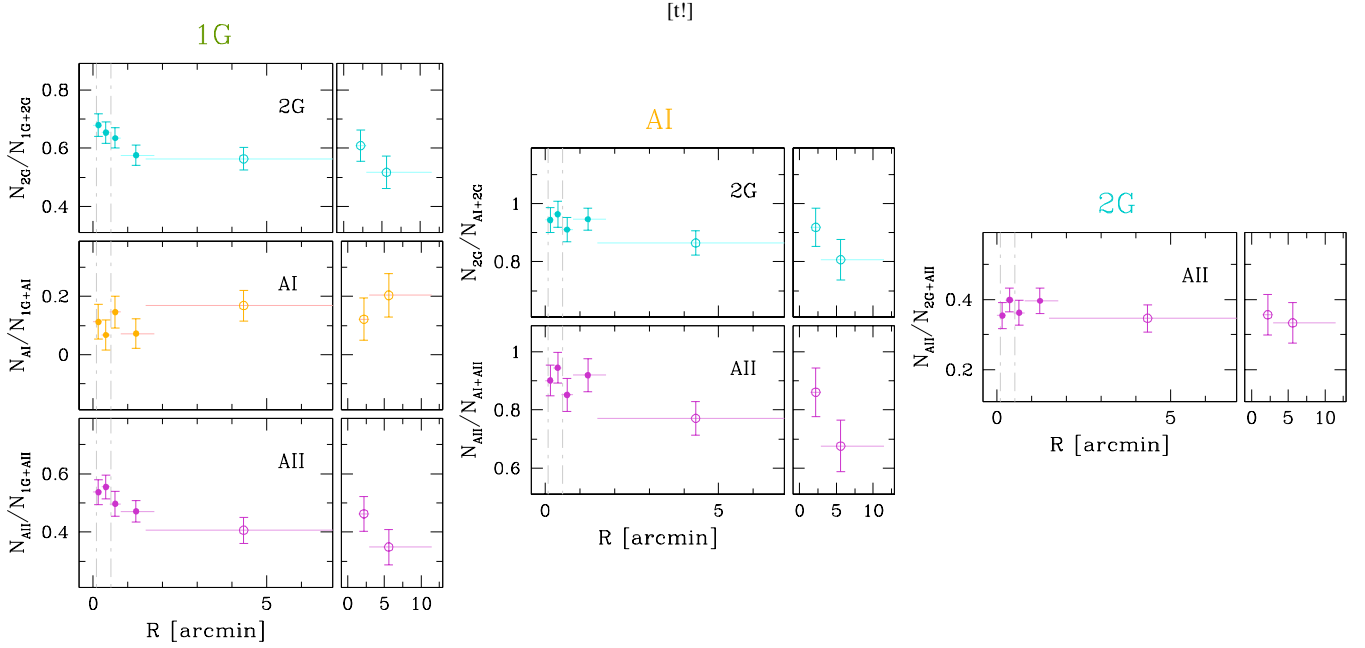 [t!]
1G
0.8
0.6
0.4
N2G/N1G+2G
2G
0.2
0
NAI/N1G+AI
AI
0.6
0.4
NAII/N1G+AII
AII
0 5 0 5 10
R [arcmin]
AI
1
0.8
N2G/NAI+2G
2G
1
0.8
0.6
NAII/NAI+AII
AII
0 5 0 5 10
R [arcmin]
2G
0.4
0.2
NAII/N2G+AII
AII
0 5 0 5 10
R [arcmin]